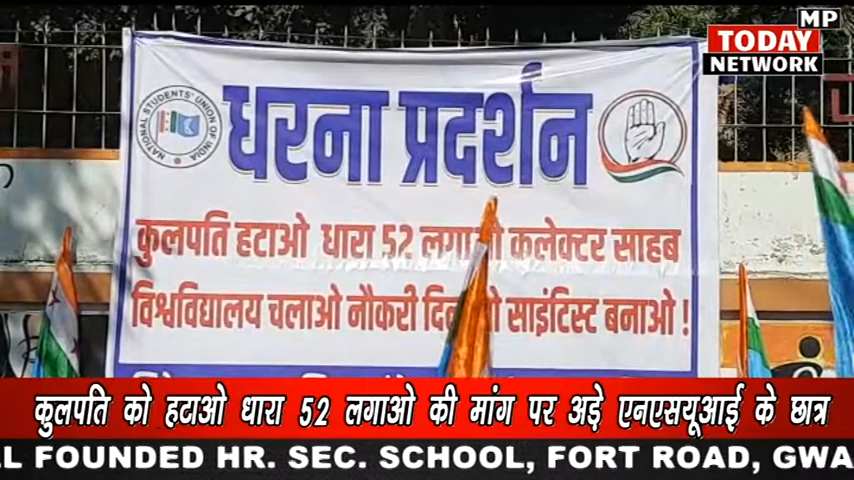 MP
TODAY
NETWORK
NATIONAL STUDENTS' UNION OF INDIA
धरना प्रदर्शन
कुलपति हटाओ धारा 52 लगाओ कलेक्टर साहब
विश्वविद्यालय चलाओ नौकरी साइंटिस्ट बनाओ !
कुलपति को हटाओ धारा 52 लगाओ की मांग पर अड़े एनएसयूआई के छात्र
FOUNDED HR. SEC. SCHOOL, FORT ROAD,